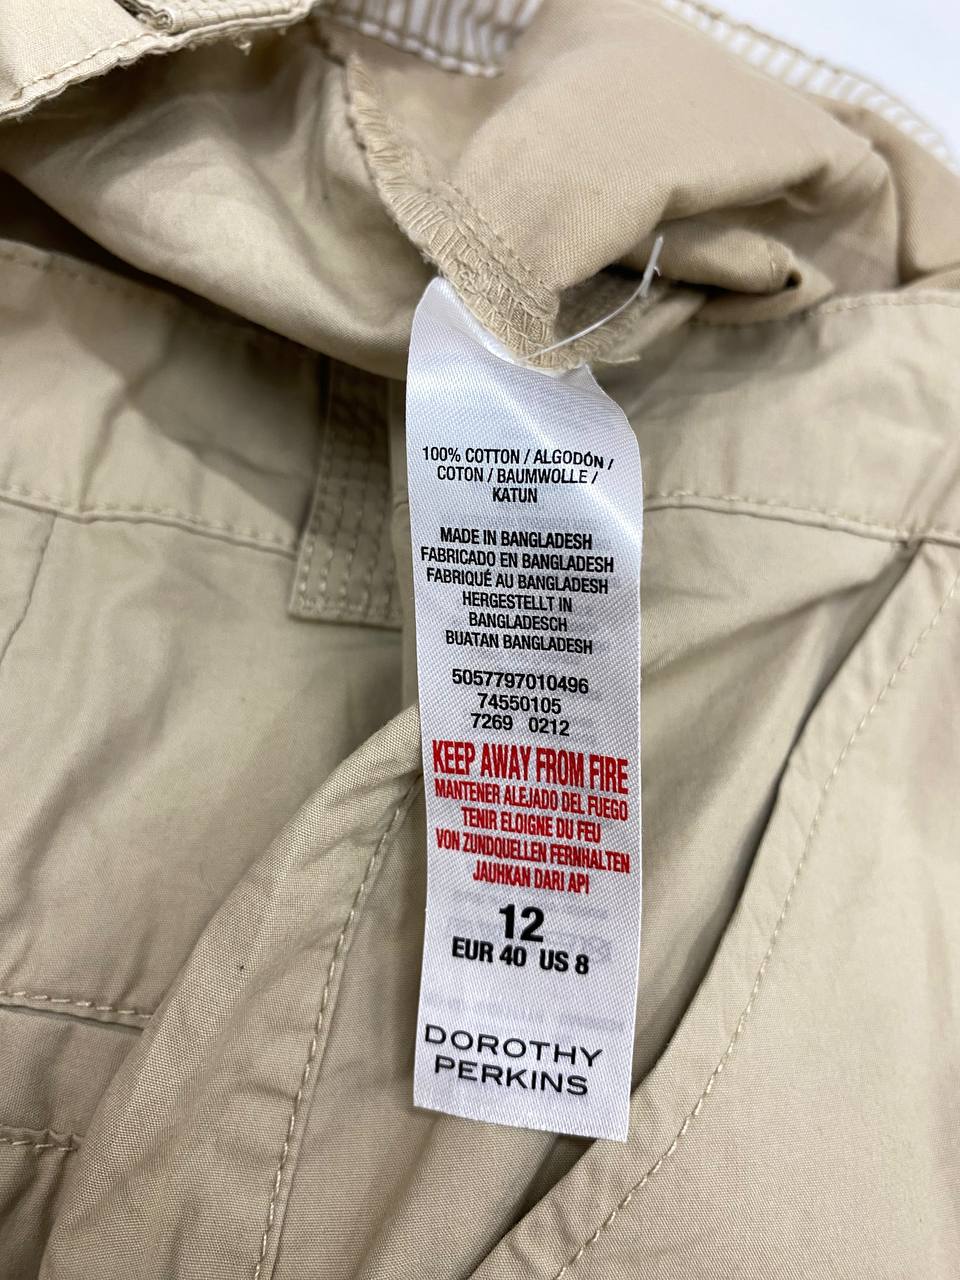 100% COTTON / ALGODÓN /
COTON / BAUMWOLLE /
KATUN
MADE IN BANGLADESH
FABRICADO EN BANGLADESH
FABRIQUÉ AU BANGLADESH
HERGESTELLT IN
BANGLADESCH
BUATAN BANGLADESH
5057797010496
74550105
7269 0212
KEEP AWAY FROM FIRE
MANTENER ALEJADO DEL FUEGO
TENIR ELOIGNE DU FEU
VON ZUNDQUELLEN FERNHALTEN
JAUHKAN DARI API
12
EUR 40 US 8
DOROTHY
PERKINS